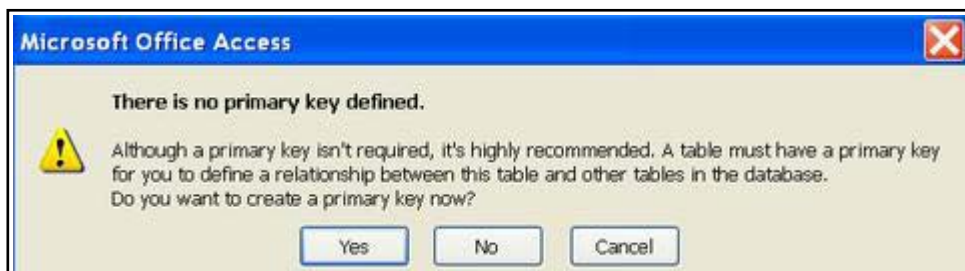 Microsoft Office Access
There is no primary key defined.
Although a primary key isn't required, it's highly recommended. A table must have a primary key
for you to define a relationship between this table and other tables in the database.
Do you want to create a primary key now?
Yes No Cancel